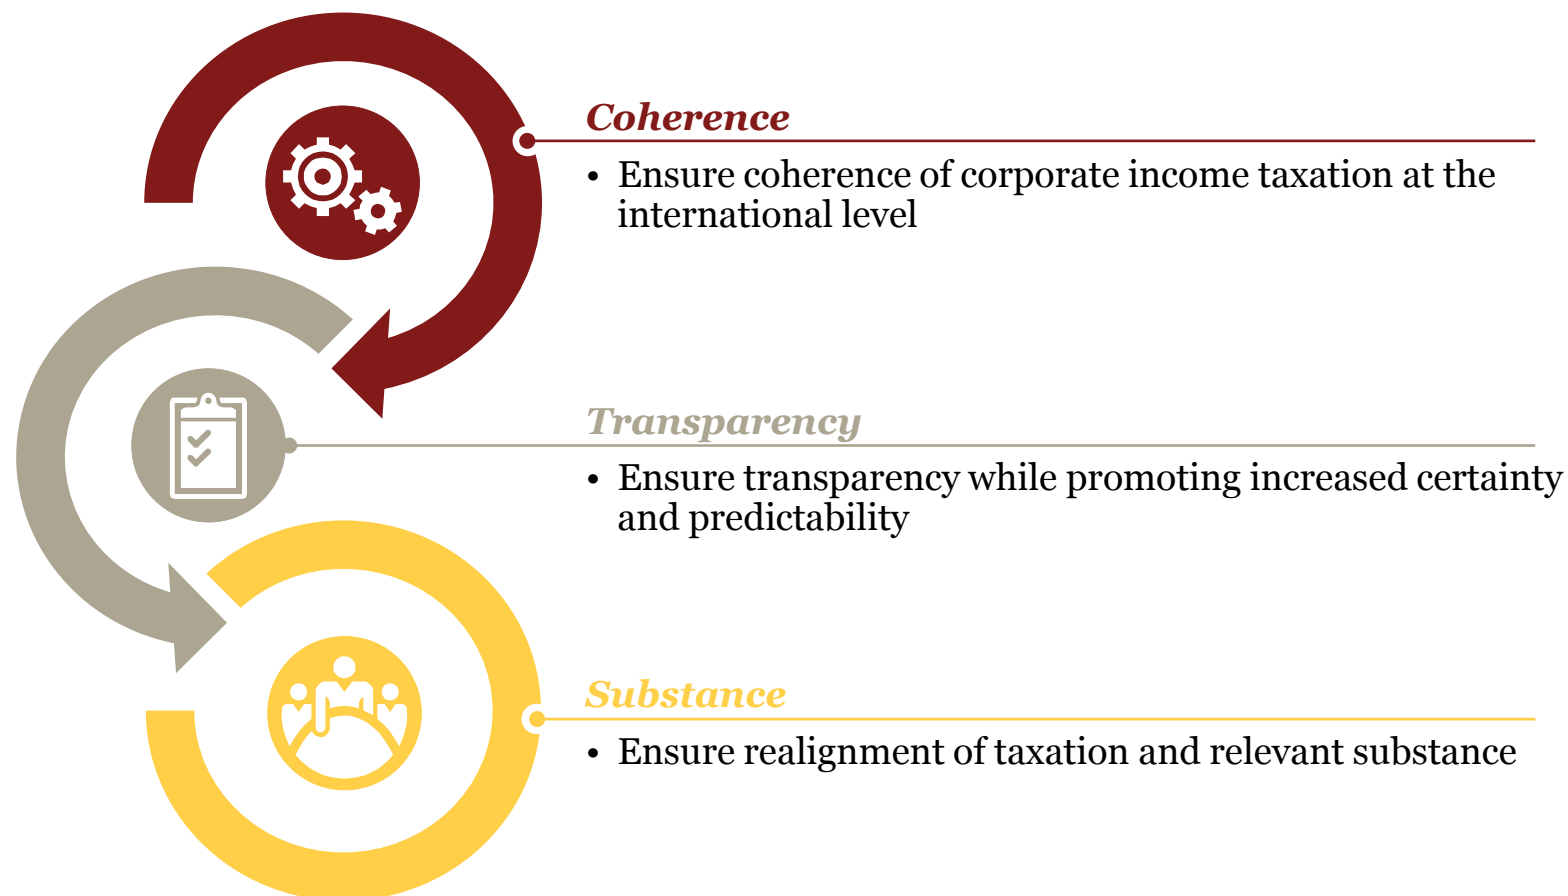 Coherence
• Ensure coherence of corporate income taxation at the
international level
Transparency
• Ensure transparency while promoting increased certainty
and predictability
Substance
• Ensure realignment of taxation and relevant substance